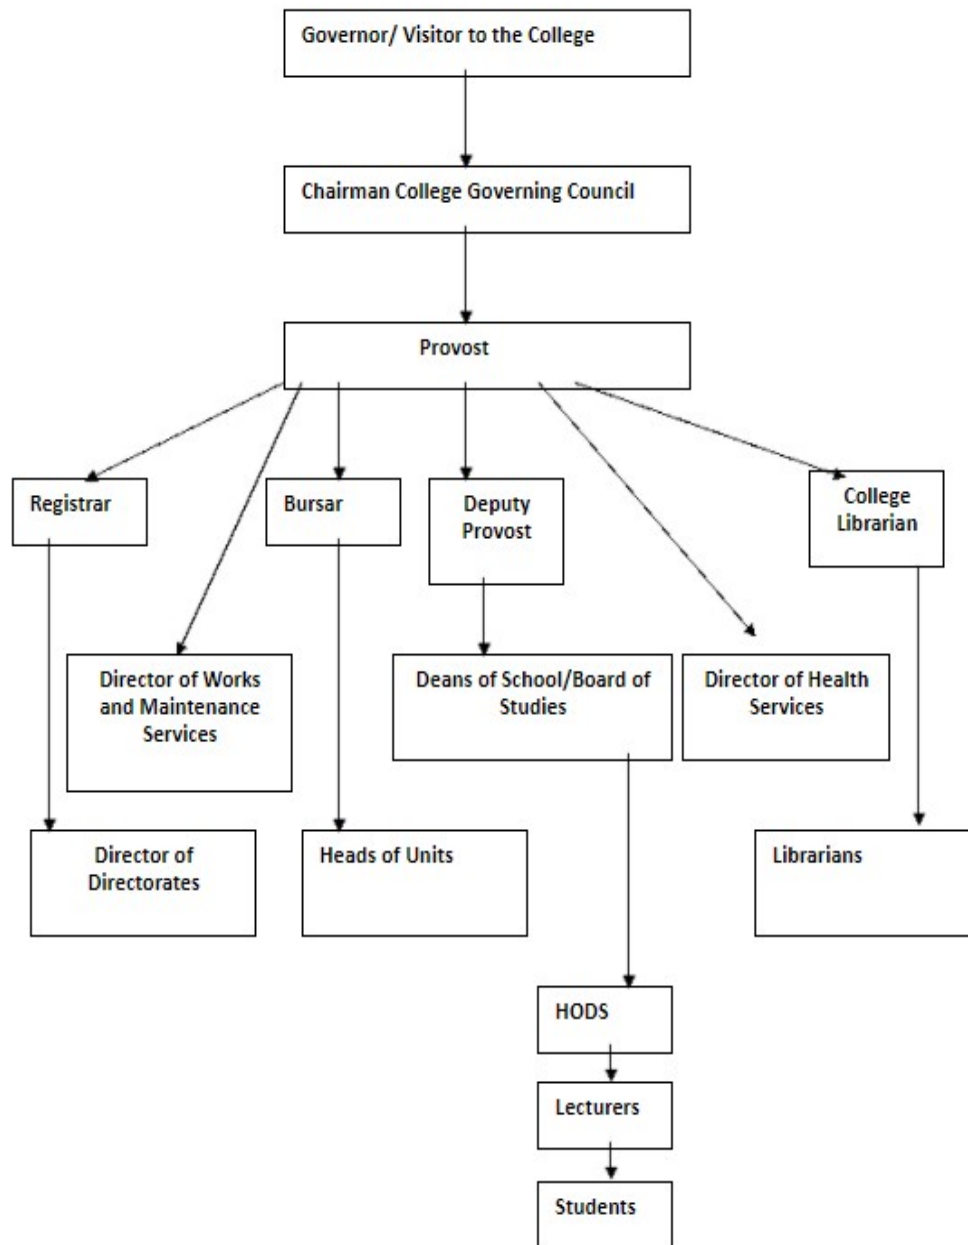 Governor/ Visitor to the College
Chairman College Governing Council
Provost
Registrar
Bursar
Deputy
Provost
College
Librarian
Director of Works
and Maintenance
Services
Deans of School/Board of
Studies
Director of Health
Services
Director of
Directorates
Heads of Units
Librarians
HODS
Lecturers
Students